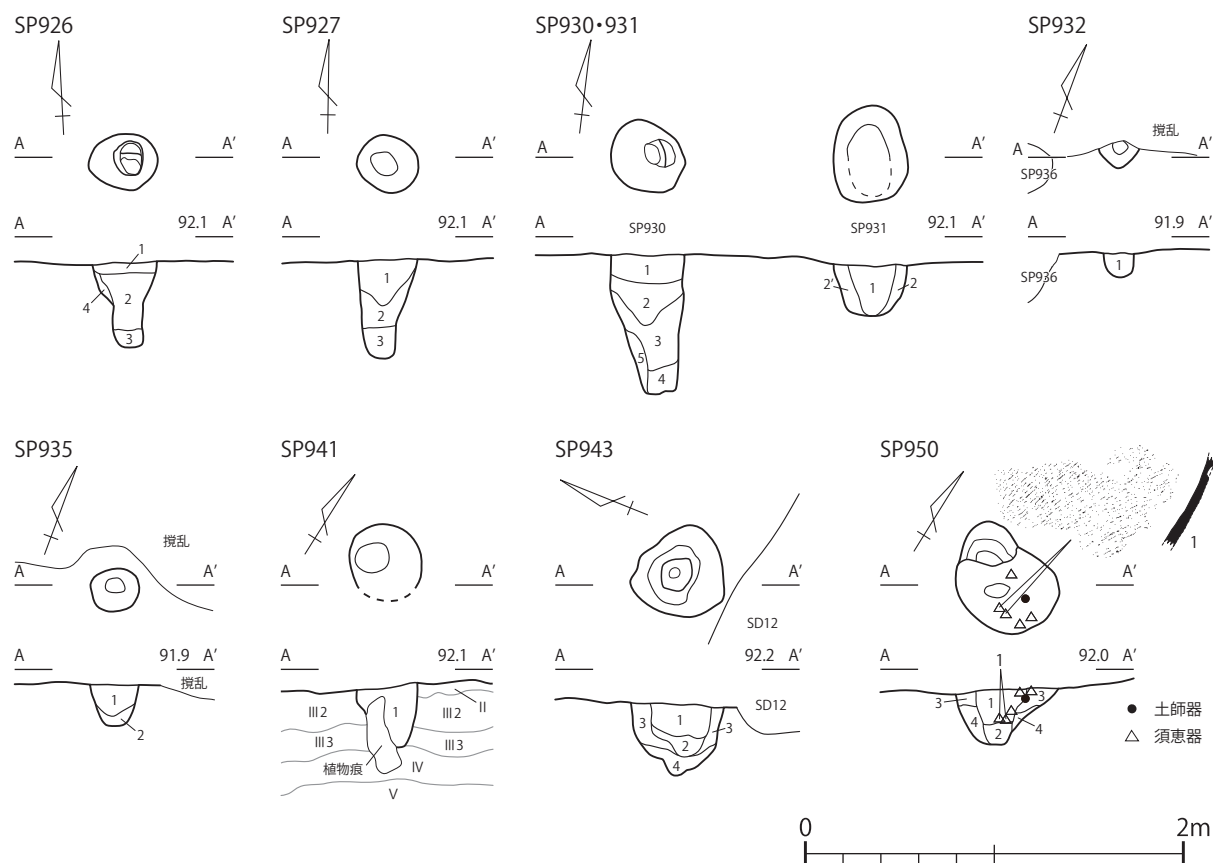 SP926
A A'
A 92.1 A'
1
2
4
3
SP927
A A'
A 92.1 A'
1
2
3
SP930・931
A A'
A SP930 SP931 92.1 A'
1
2
3
5
4
2' 1 2
SP932
撹乱
A A'
SP936
A 91.9 A'
SP936
1
SP935
撹乱
A A'
A 91.9 A'
撹乱
1
2
SP941
A A'
A 92.1 A'
II
III2 1 III2
III3 III3
植物痕 IV
V
SP943
A A'
SD12
A 92.2 A'
SD12
3 1 3
2
4
SP950
1
A A'
A 1 92.0 A'
3 1 3
4 2 4
● 土師器
△ 須恵器
0 2m